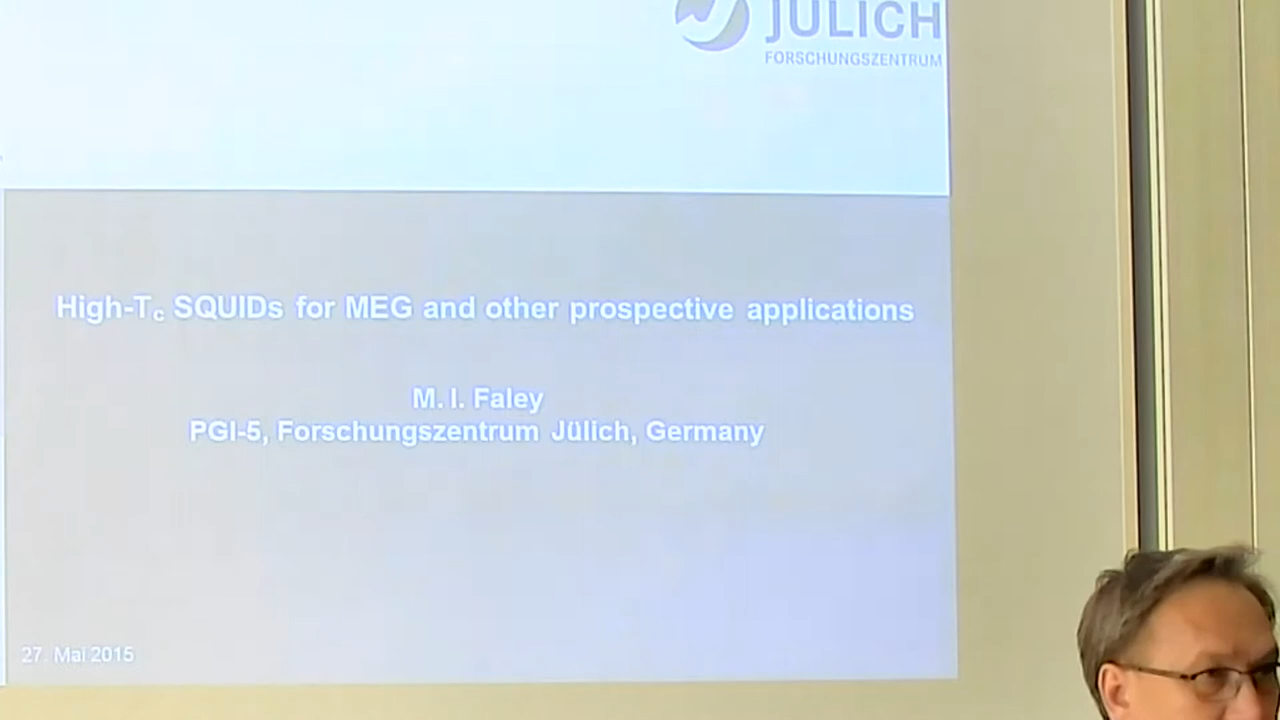 JÜLICH
FORSCHUNGSZENTRUM
High-Tc SQUIDs for MEG and other prospective applications
M. I. Faley
PGI-5, Forschungszentrum Jülich, Germany
27. Mai 2015